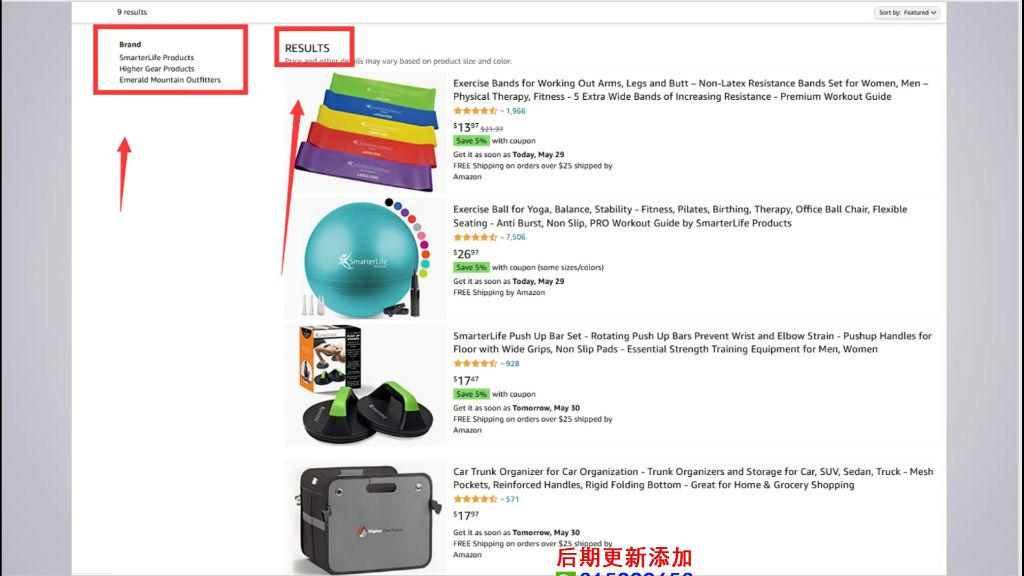 9 results
Sort by: Featured
Brand
SmarterLife Products
Higher Gear Products
Emerald Mountain Outfitters
RESULTS
Price and other details may vary based on product size and color.
Exercise Bands for Working Out Arms, Legs and Butt – Non-Latex Resistance Bands Set for Women, Men –
Physical Therapy, Fitness - 5 Extra Wide Bands of Increasing Resistance - Premium Workout Guide
1,966
$1397 $21.97
Save 5% with coupon
Get it as soon as Today, May 29
FREE Shipping on orders over $25 shipped by
Amazon
Exercise Ball for Yoga, Balance, Stability - Fitness, Pilates, Birthing, Therapy, Office Ball Chair, Flexible
Seating - Anti Burst, Non Slip, PRO Workout Guide by SmarterLife Products
7,506
$2697
Save 5% with coupon (some sizes/colors)
Get it as soon as Today, May 29
FREE Shipping by Amazon
SmarterLife
SmarterLife Push Up Bar Set - Rotating Push Up Bars Prevent Wrist and Elbow Strain - Pushup Handles for
Floor with Wide Grips, Non Slip Pads - Essential Strength Training Equipment for Men, Women
928
$1747
Save 5% with coupon
Get it as soon as Tomorrow, May 30
FREE Shipping on orders over $25 shipped by
Amazon
Car Trunk Organizer for Car Organization - Trunk Organizers and Storage for Car, SUV, Sedan, Truck - Mesh
Pockets, Reinforced Handles, Rigid Folding Bottom - Great for Home & Grocery Shopping
571
$1797
Get it as soon as Tomorrow, May 30
FREE Shipping on orders over $25 shipped by
Amazon
后期更新添加